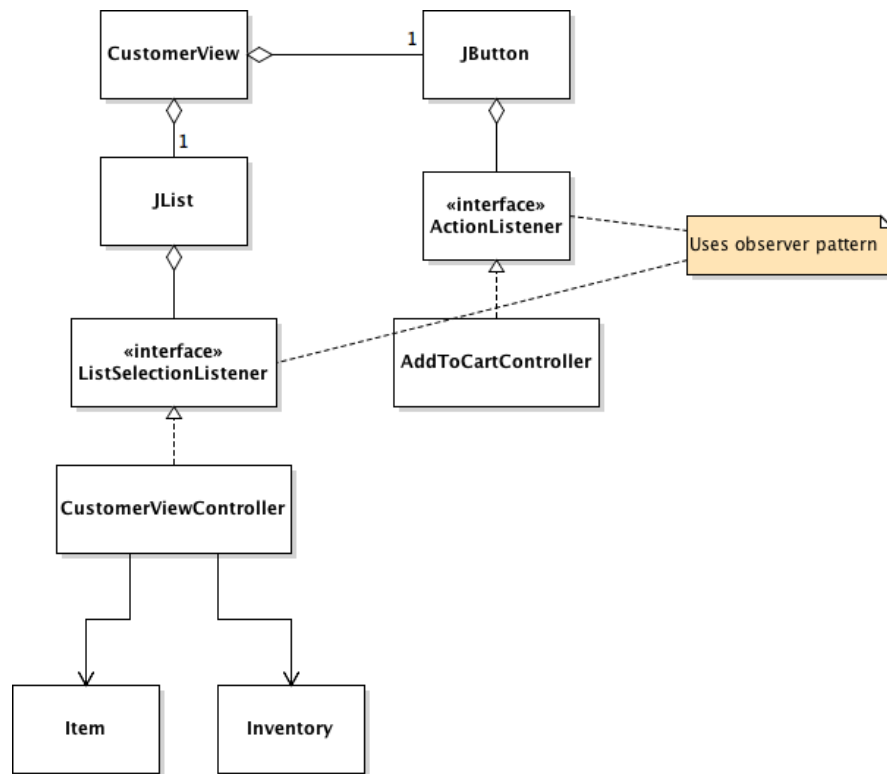 CustomerView
1
JButton
1
JList
«interface»
ActionListener
Uses observer pattern
«interface»
ListSelectionListener
AddToCartController
CustomerViewController
Item
Inventory